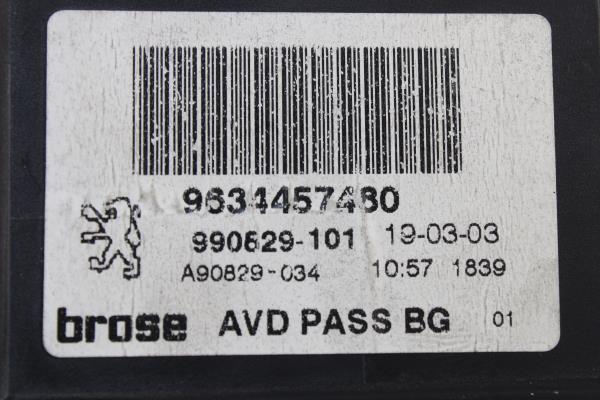 9634457480
990829-101 19-03-03
A90829-034 10:57 1839
brose AVD PASS BG 01